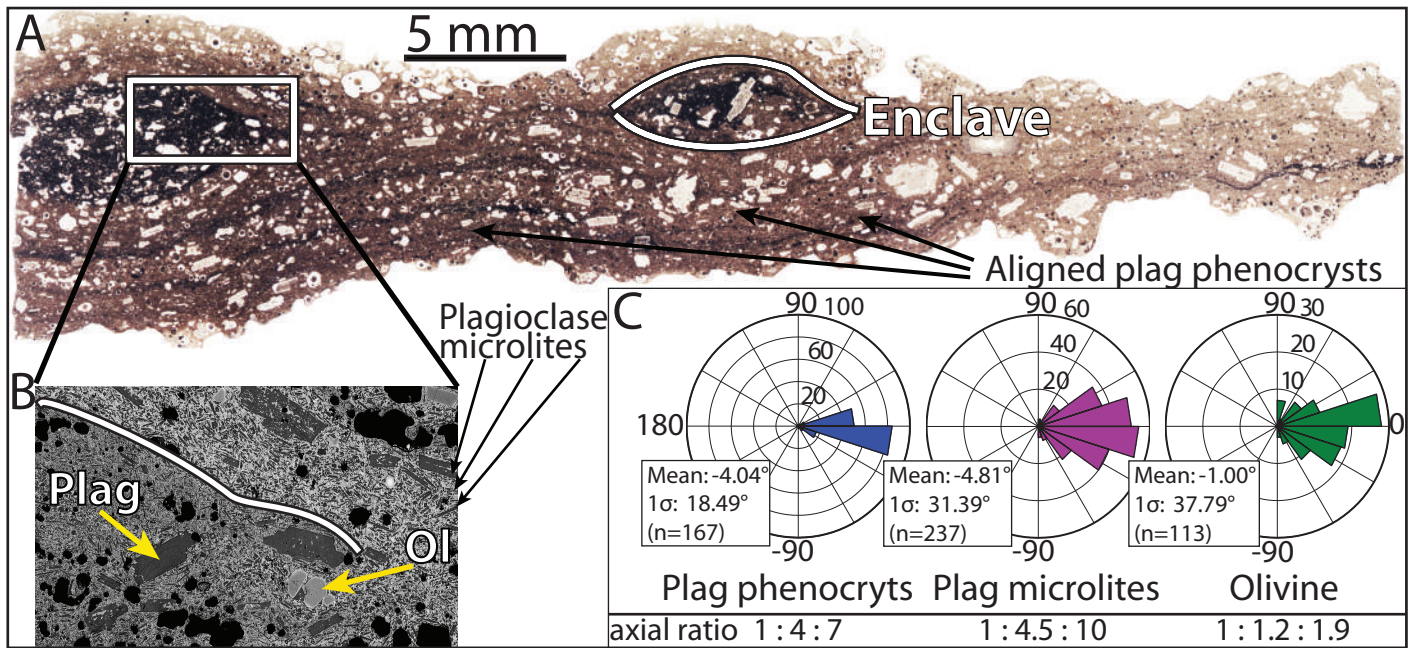 A
5 mm
Enclave
Aligned plag phenocrysts
Plagioclase
microlites
B
Plag
Ol
C
90 100
60
20
180
-90
Mean: -4.04°
1σ: 18.49°
(n=167)
90 60
40
20
-90
Mean: -4.81°
1σ: 31.39°
(n=237)
90 30
20
10
0
-90
Mean: -1.00°
1σ: 37.79°
(n=113)
Plag phenocryts Plag microlites Olivine
axial ratio 1 : 4 : 7 1 : 4.5 : 10 1 : 1.2 : 1.9